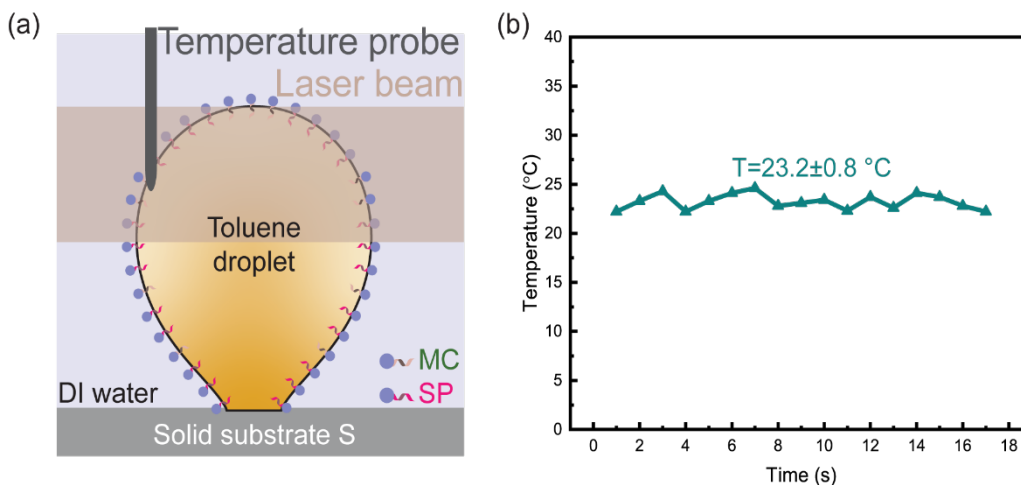 (a)
Temperature probe
Laser beam
Toluene
droplet
MC
SP
DI water
Solid substrate S
(b)
Temperature (°C)
40
35
30
25
20
15
10
5
0
T=23.2±0.8 °C
0 2 4 6 8 10 12 14 16 18
Time (s)